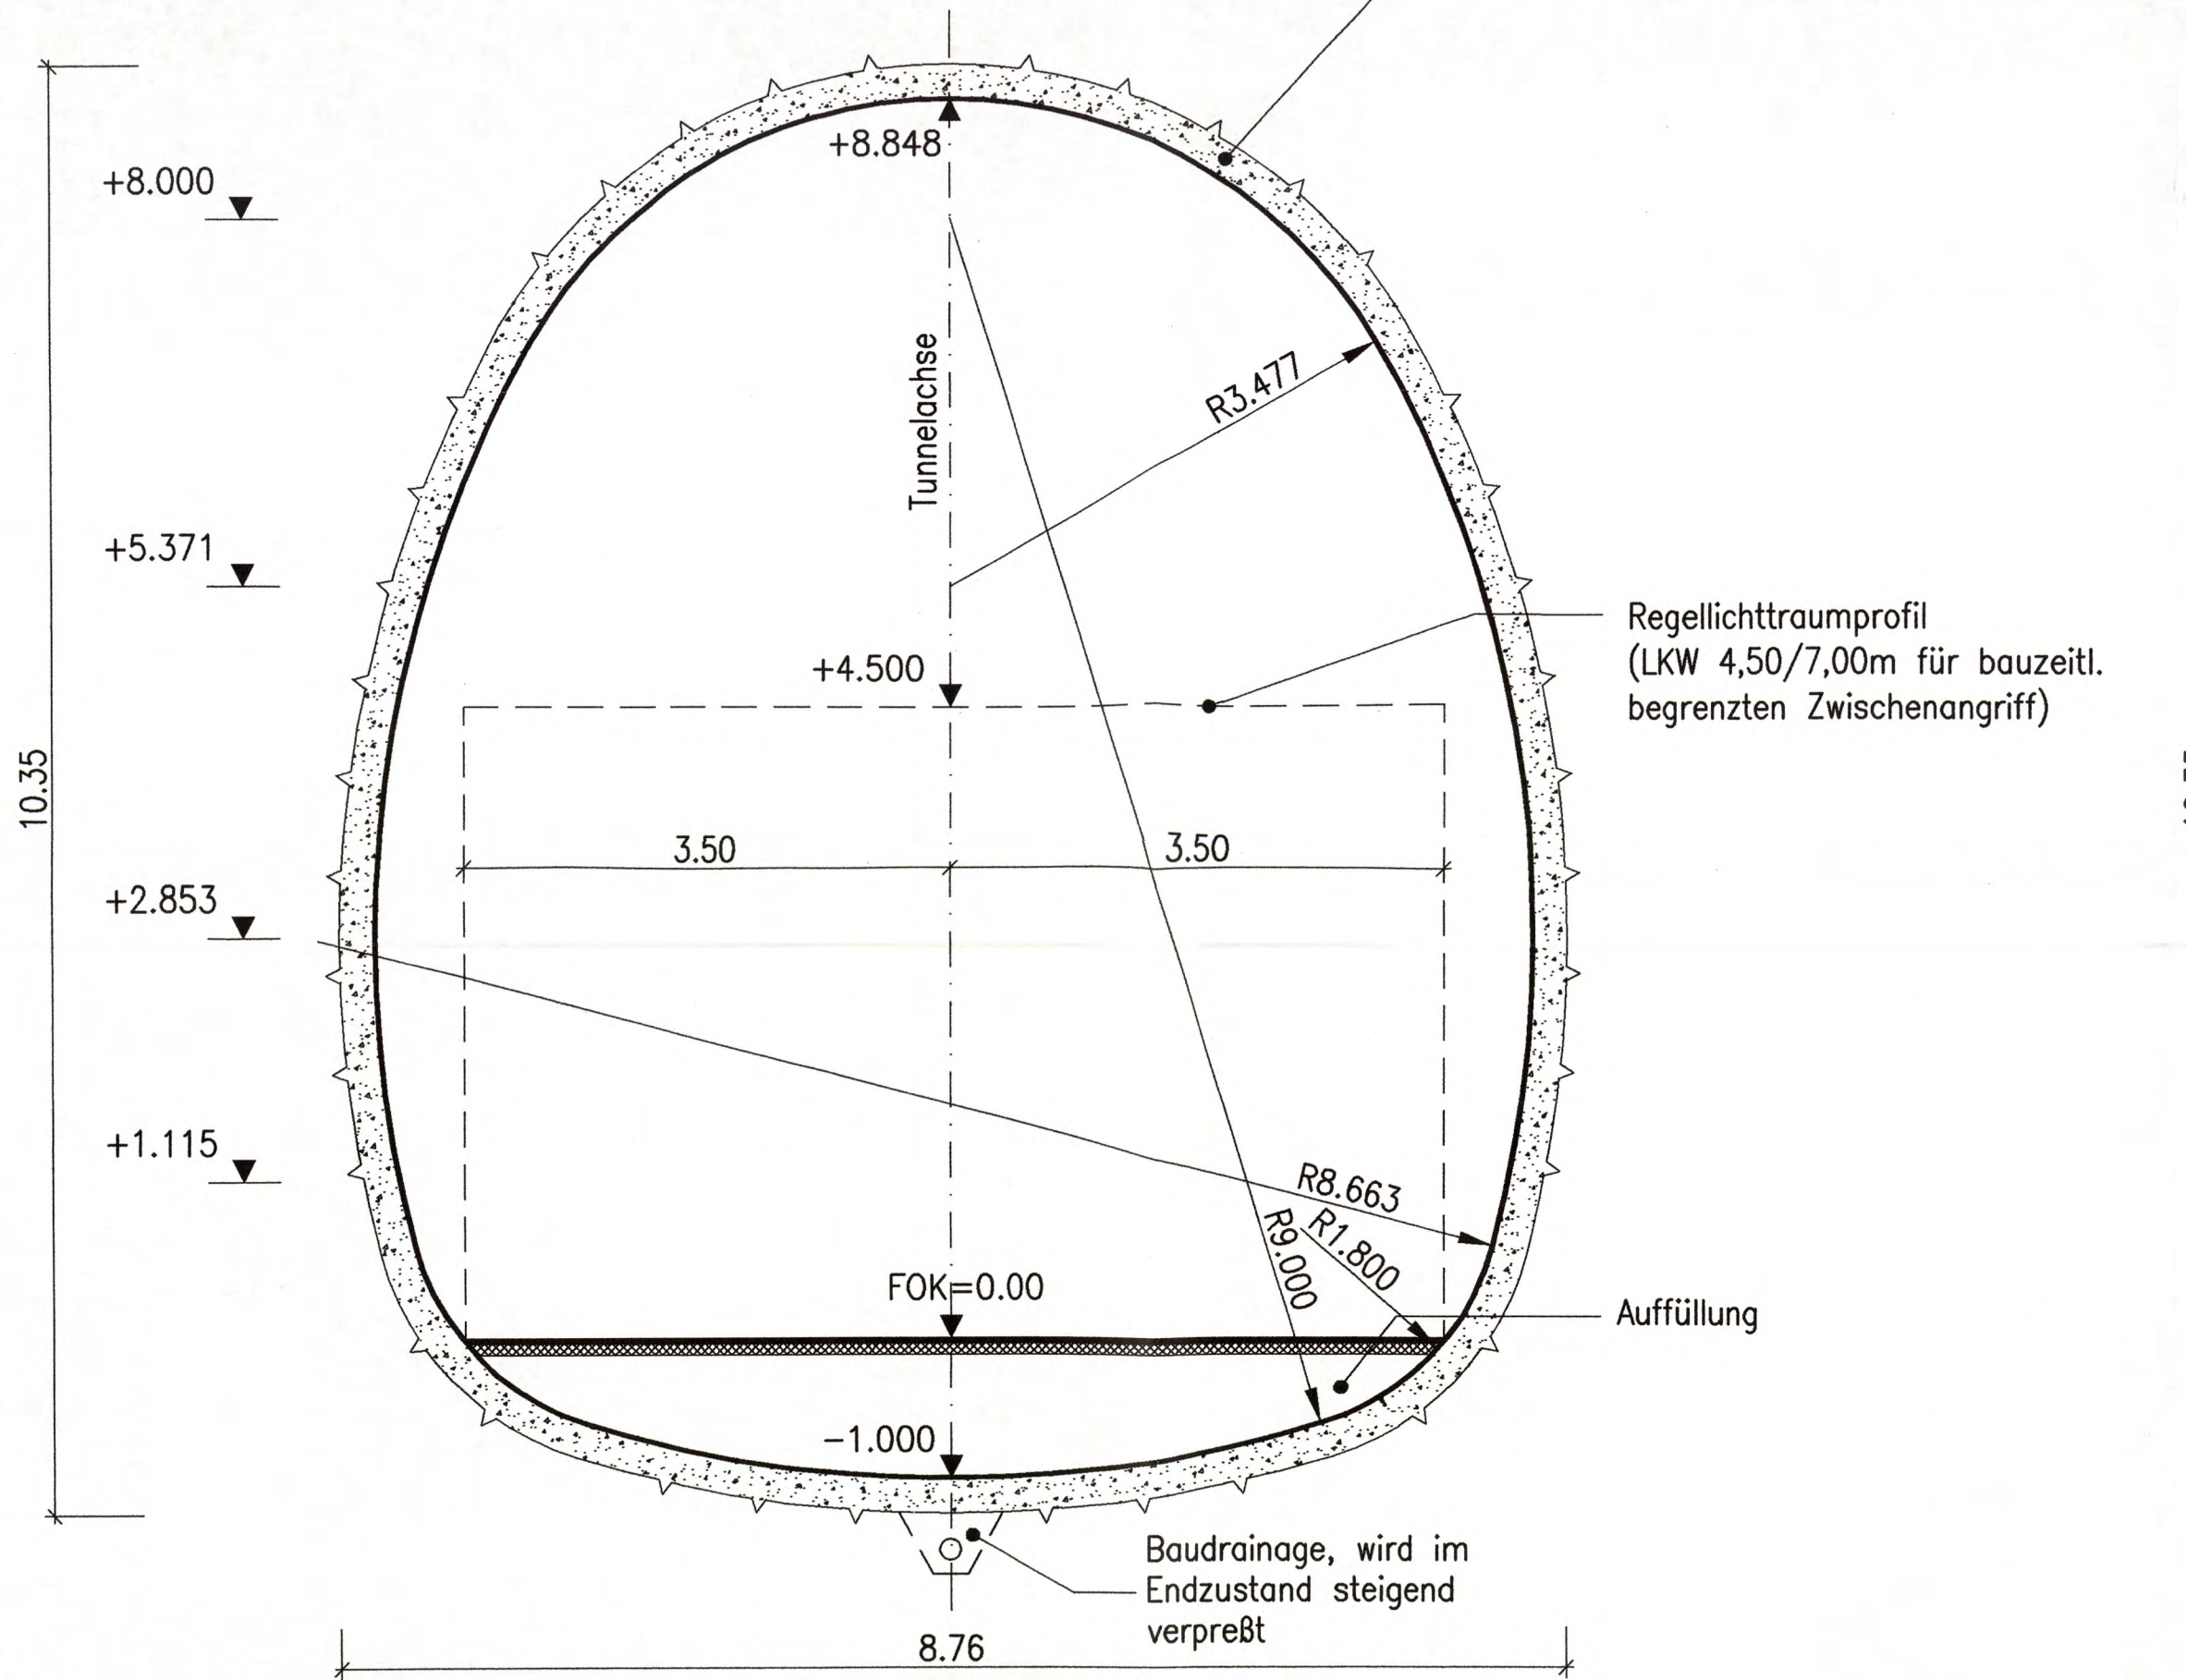 +8.848
+8.000
Tunnelachse
R3.477
+5.371
Regellichttraumprofil
(LKW 4,50/7,00m für bauzeitl.
begrenzten Zwischenangriff)
+4.500
10.35
3.50
3.50
+2.853
+1.115
R8.663
R1.800
R9.000
FOK=0.00
Auffüllung
-1.000
Baudrainage, wird im
Endzustand steigend
verpreßt
8.76